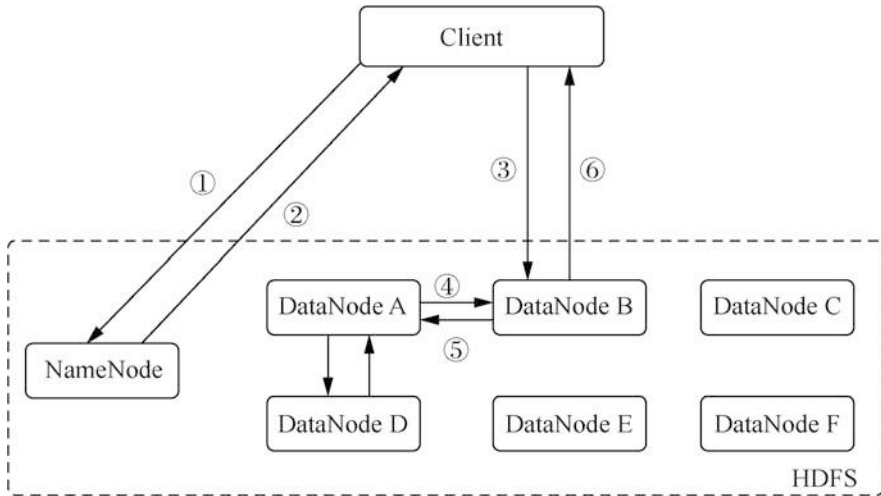 Client
①
②
③
⑥
DataNode A
④
DataNode B
DataNode C
⑤
NameNode
DataNode D
DataNode E
DataNode F
HDFS